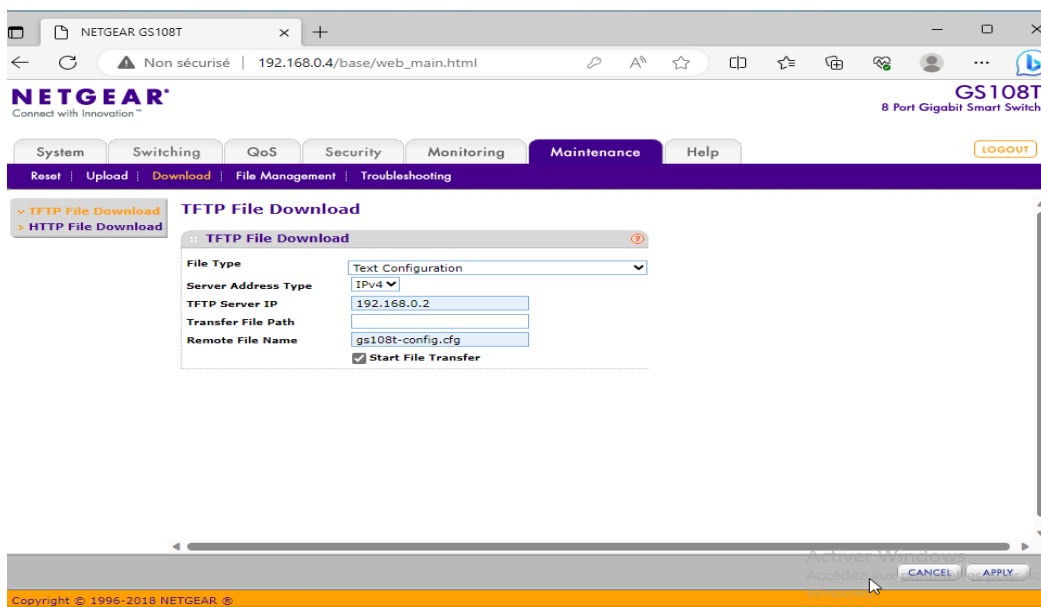 NETGEAR GS108T
Non sécurisé | 192.168.0.4/base/web_main.html
NETGEAR®
Connect with Innovation™
GS108T
8 Port Gigabit Smart Switch
System Switching QoS Security Monitoring Maintenance Help LOGOUT
Reset | Upload | Download | File Management | Troubleshooting
TFTP File Download
HTTP File Download
TFTP File Download
TFTP File Download
File Type Text Configuration
Server Address Type IPv4
TFTP Server IP 192.168.0.2
Transfer File Path
Remote File Name gs108t-config.cfg
Start File Transfer
Activer Windows
Accédez aux
CANCEL APPLY
Windows
Copyright © 1996-2018 NETGEAR ®